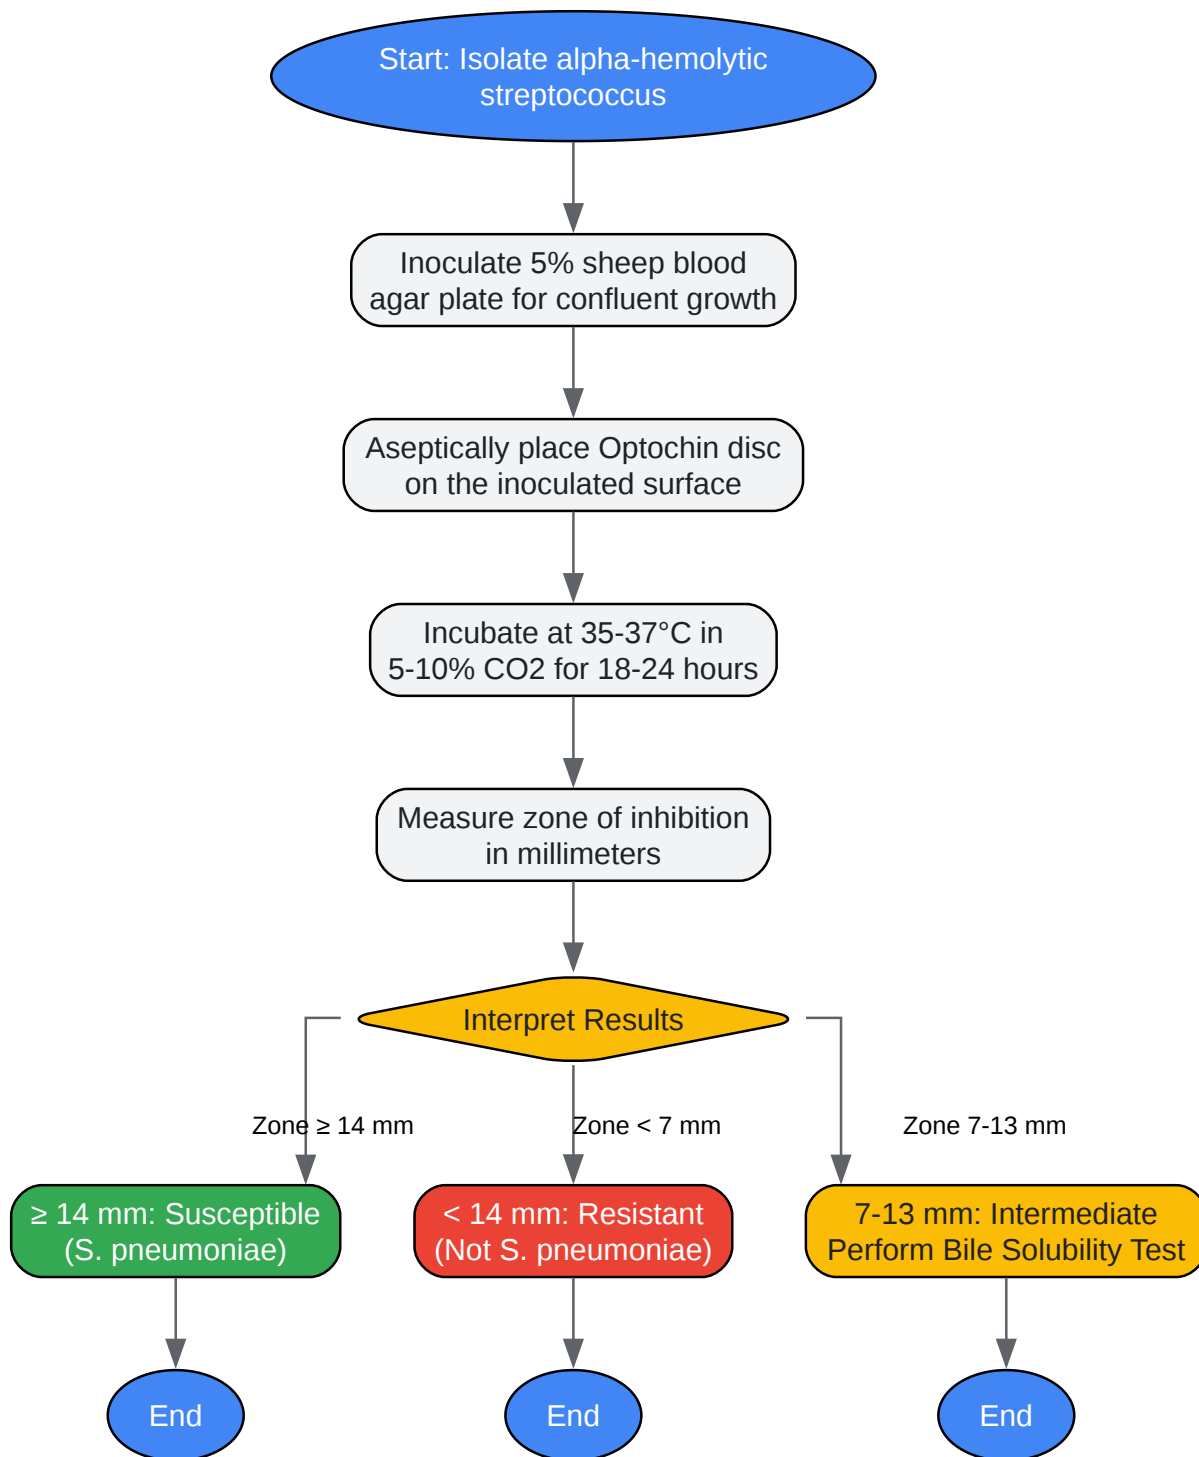 Start: Isolate alpha-hemolytic
streptococcus
Inoculate 5% sheep blood
agar plate for confluent growth
Aseptically place Optochin disc
on the inoculated surface
Incubate at 35-37°C in
5-10% CO2 for 18-24 hours
Measure zone of inhibition
in millimeters
Interpret Results
Zone ≥ 14 mm
Zone < 7 mm
Zone 7-13 mm
≥ 14 mm: Susceptible
(S. pneumoniae)
< 14 mm: Resistant
(Not S. pneumoniae)
7-13 mm: Intermediate
Perform Bile Solubility Test
End
End
End